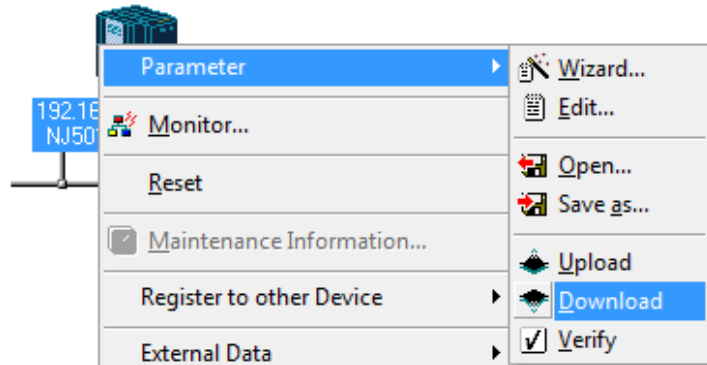 Parameter
192.16
NJ50
Monitor...
Reset
Maintenance Information...
Register to other Device
External Data
Wizard...
Edit...
Open...
Save as...
Upload
Download
Verify